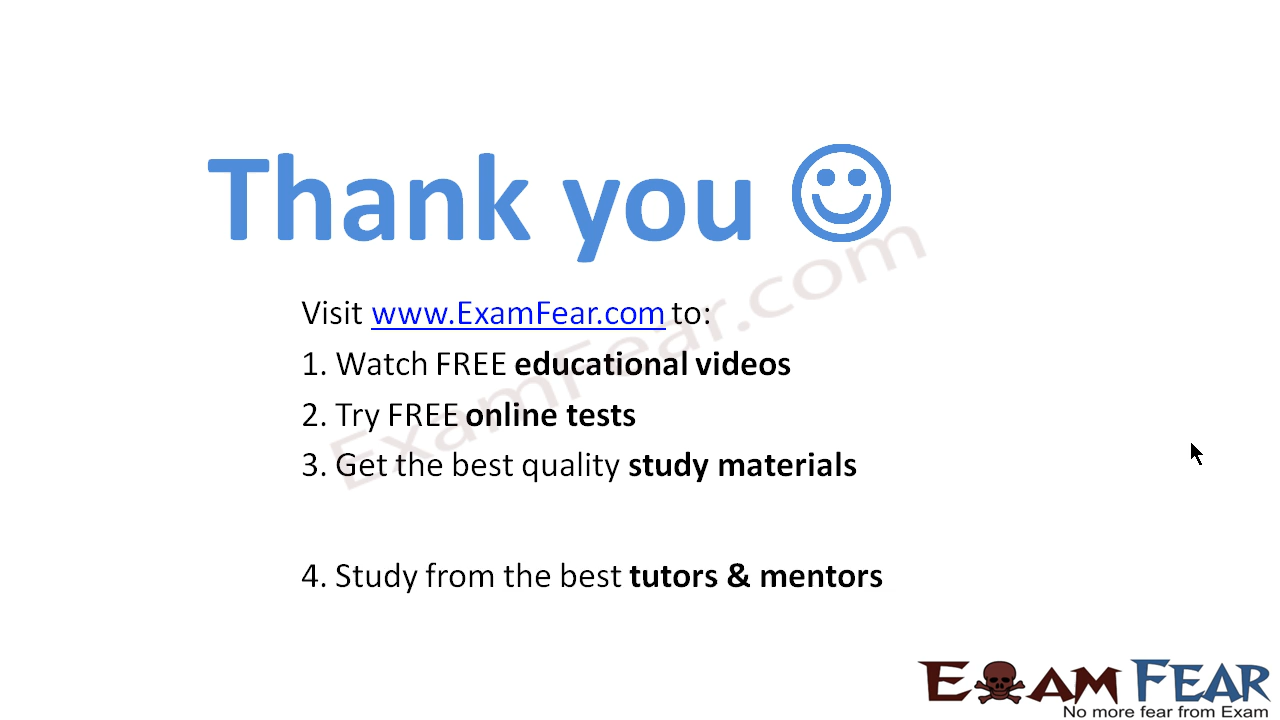 Thank you
Visit www.ExamFear.com to:
1. Watch FREE educational videos
2. Try FREE online tests
3. Get the best quality study materials
4. Study from the best tutors & mentors
ExamFear.com
EXAM FEAR
No more fear from Exam